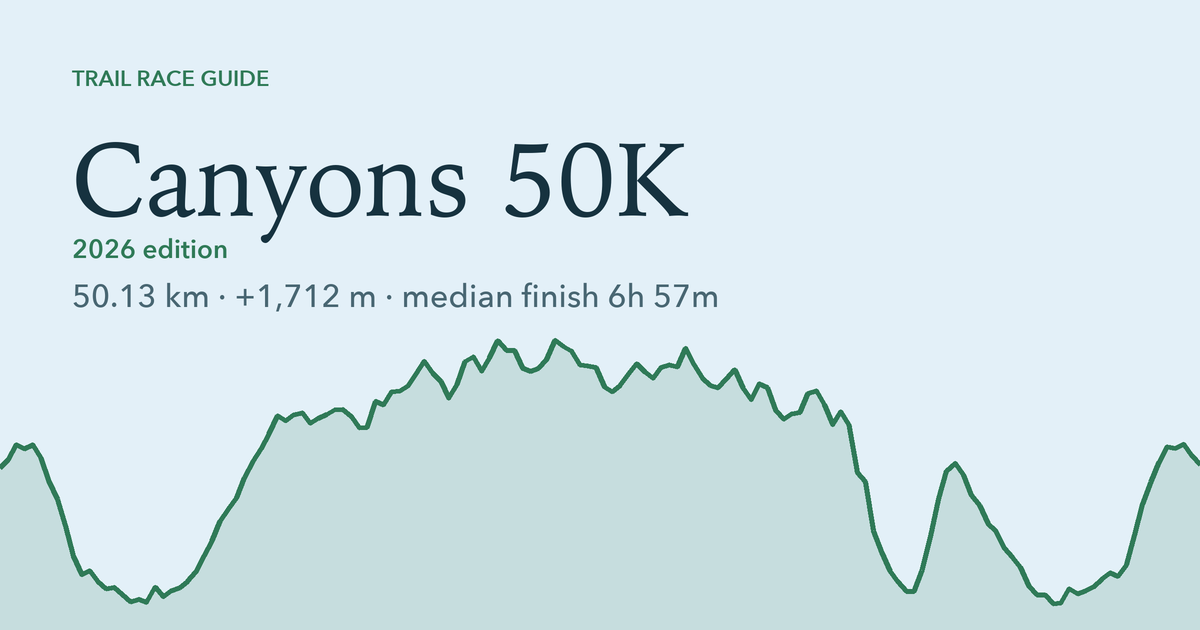 TRAIL RACE GUIDE
Canyons 50K
2026 edition
50.13 km · +1,712 m · median finish 6h 57m